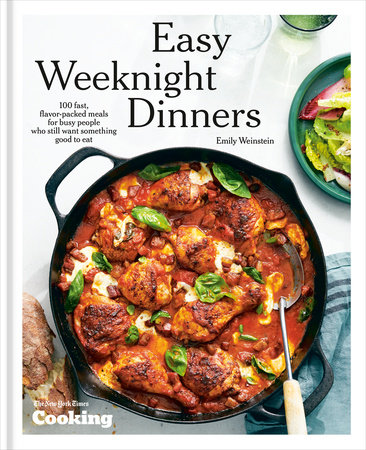 Easy
Weeknight
Dinners
100 fast,
flavor-packed meals
for busy people
who still want something
good to eat
Emily Weinstein
The New York Times
Cooking